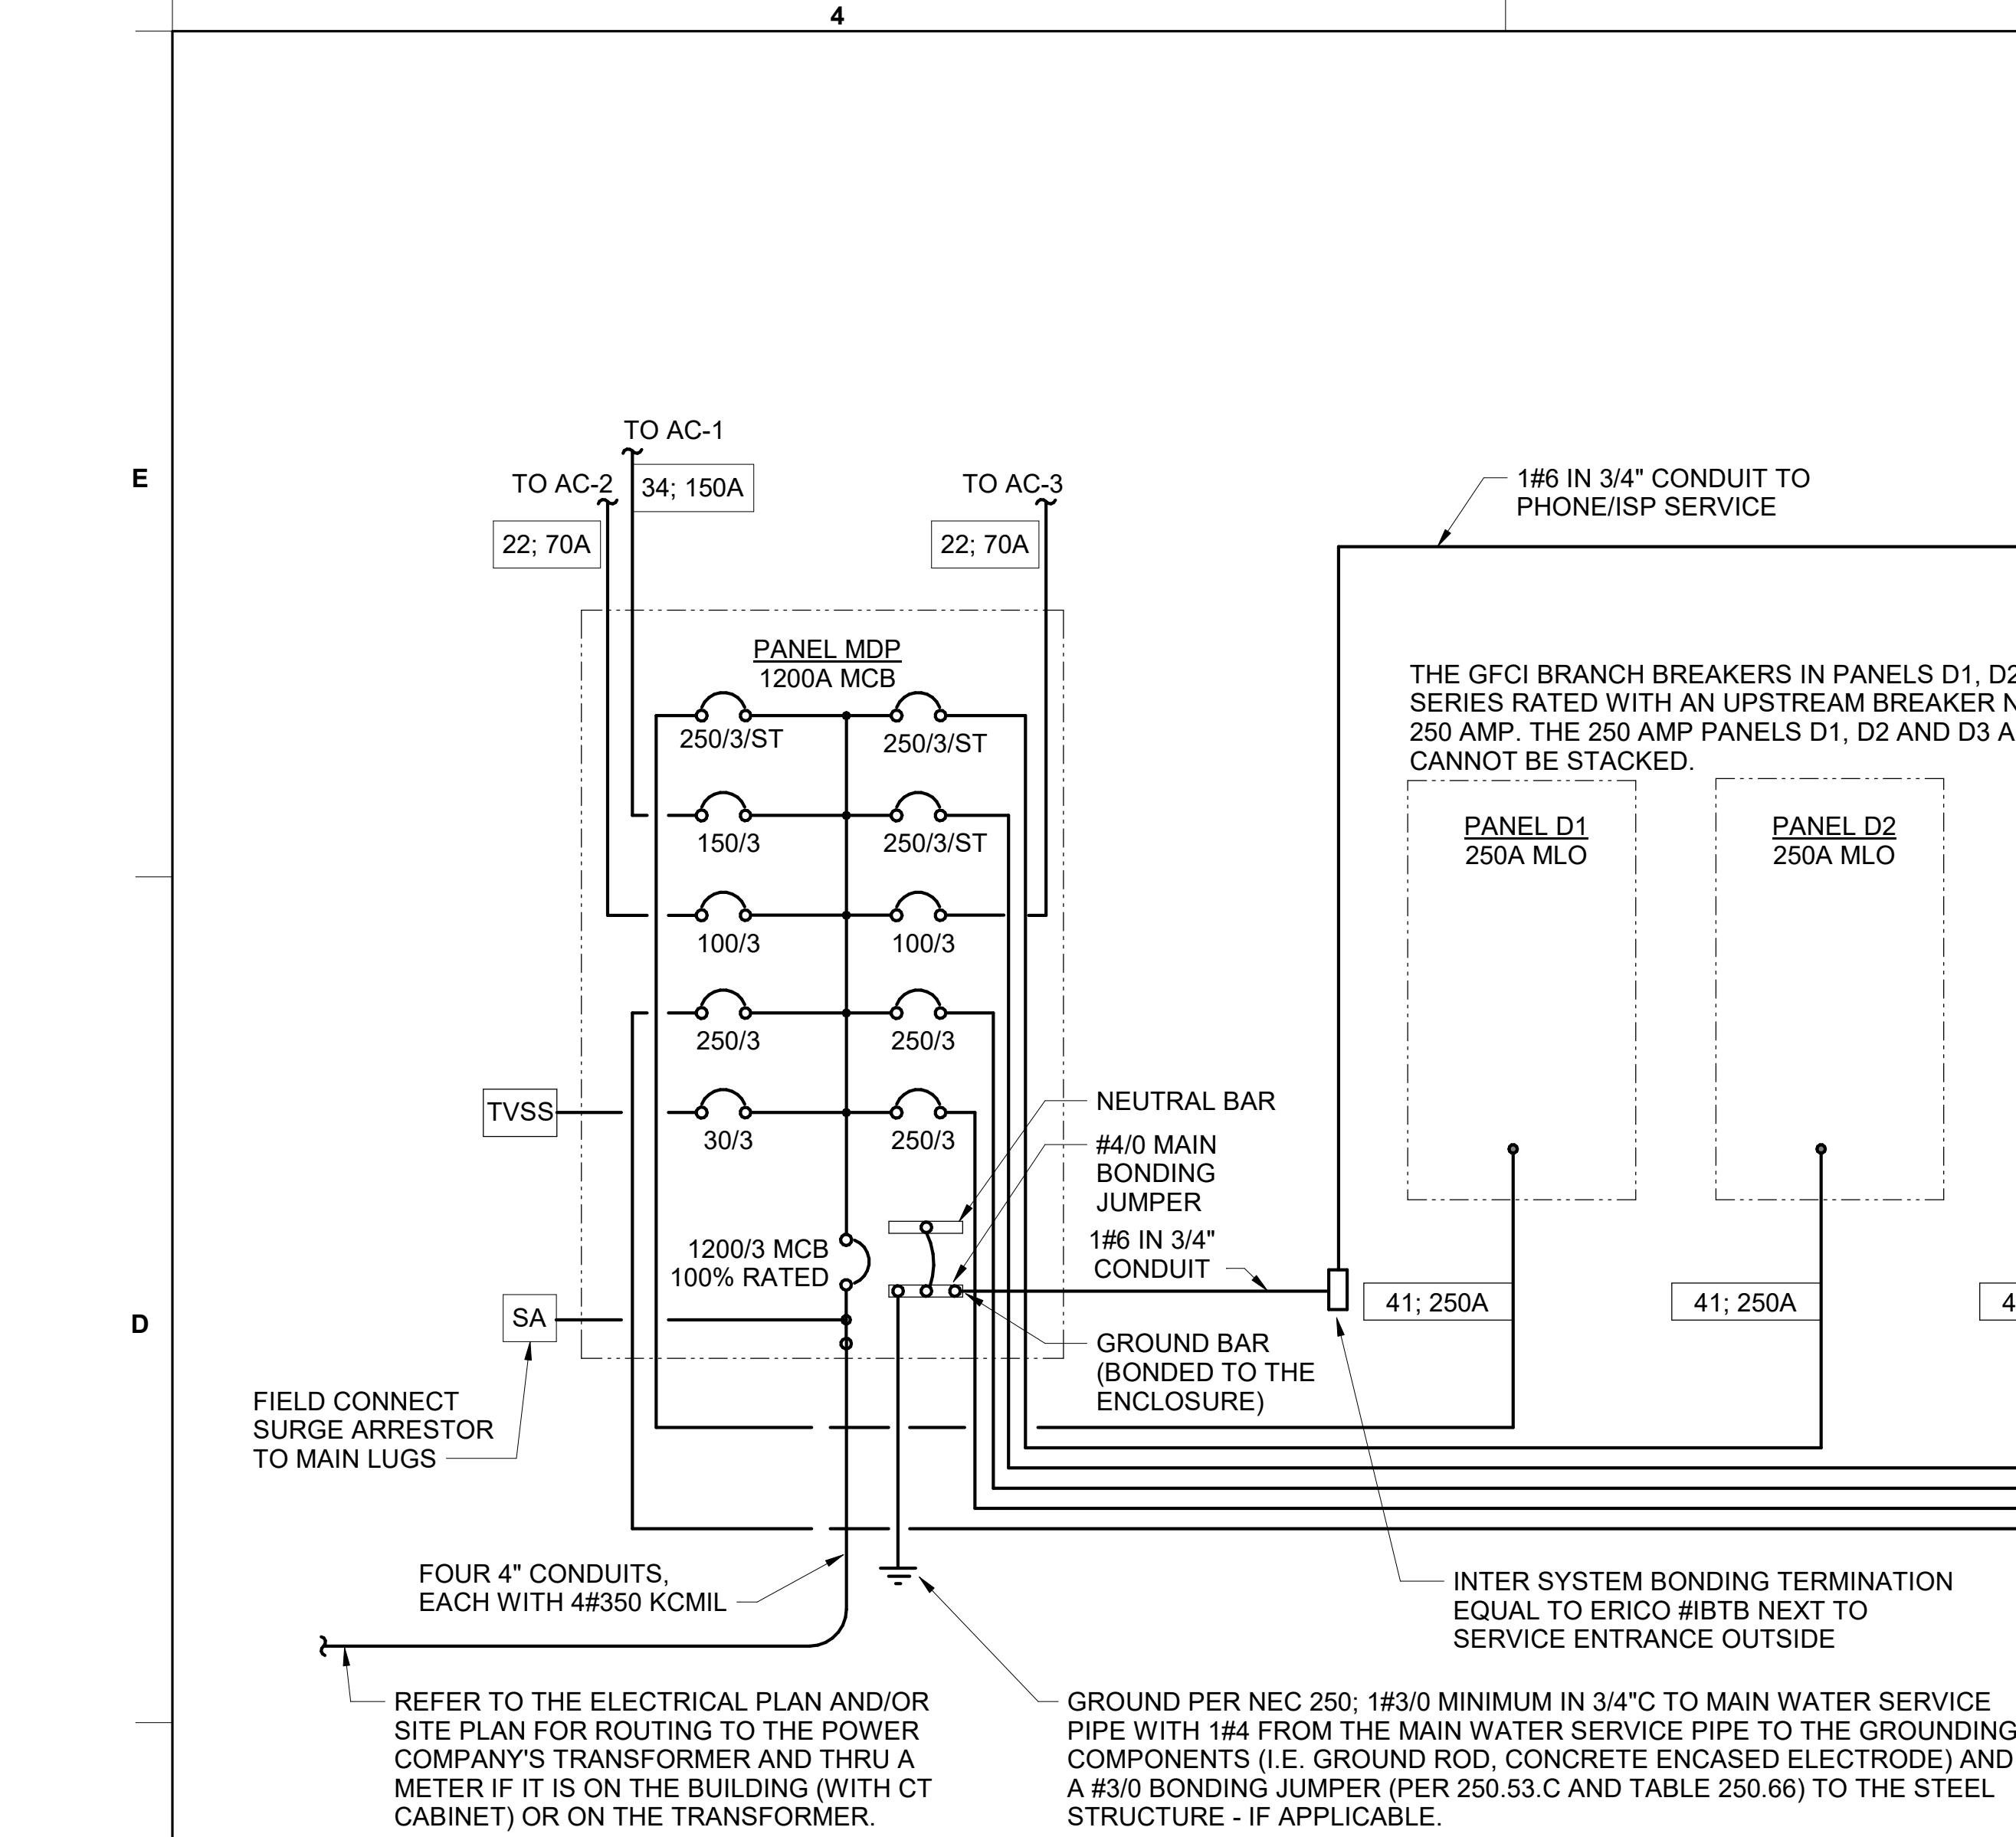 4
E
D
TO AC-1
34; 150A
TO AC-2
22; 70A
TO AC-3
22; 70A
1#6 IN 3/4" CONDUIT TO
PHONE/ISP SERVICE
PANEL MDP
1200A MCB
250/3/ST
250/3/ST
150/3
250/3/ST
100/3
100/3
250/3
250/3
30/3
250/3
TVSS
1200/3 MCB
100% RATED
SA
FIELD CONNECT
SURGE ARRESTOR
TO MAIN LUGS
NEUTRAL BAR
#4/0 MAIN
BONDING
JUMPER
1#6 IN 3/4"
CONDUIT
GROUND BAR
(BONDED TO THE
ENCLOSURE)
THE GFCI BRANCH BREAKERS IN PANELS D1, D2
SERIES RATED WITH AN UPSTREAM BREAKER N
250 AMP. THE 250 AMP PANELS D1, D2 AND D3 A
CANNOT BE STACKED.
PANEL D1
250A MLO
PANEL D2
250A MLO
41; 250A
41; 250A
4
FOUR 4" CONDUITS,
EACH WITH 4#350 KCMIL
INTER SYSTEM BONDING TERMINATION
EQUAL TO ERICO #IBTB NEXT TO
SERVICE ENTRANCE OUTSIDE
REFER TO THE ELECTRICAL PLAN AND/OR
SITE PLAN FOR ROUTING TO THE POWER
COMPANY'S TRANSFORMER AND THRU A
METER IF IT IS ON THE BUILDING (WITH CT
CABINET) OR ON THE TRANSFORMER.
GROUND PER NEC 250; 1#3/0 MINIMUM IN 3/4"C TO MAIN WATER SERVICE
PIPE WITH 1#4 FROM THE MAIN WATER SERVICE PIPE TO THE GROUNDING
COMPONENTS (I.E. GROUND ROD, CONCRETE ENCASED ELECTRODE) AND
A #3/0 BONDING JUMPER (PER 250.53.C AND TABLE 250.66) TO THE STEEL
STRUCTURE - IF APPLICABLE.